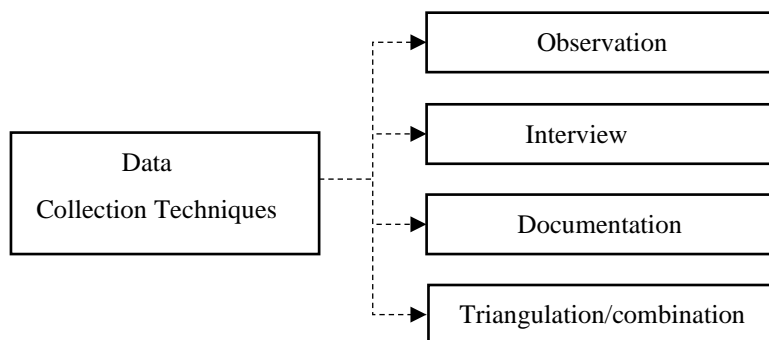 Data
Collection Techniques
Observation
Interview
Documentation
Triangulation/combination